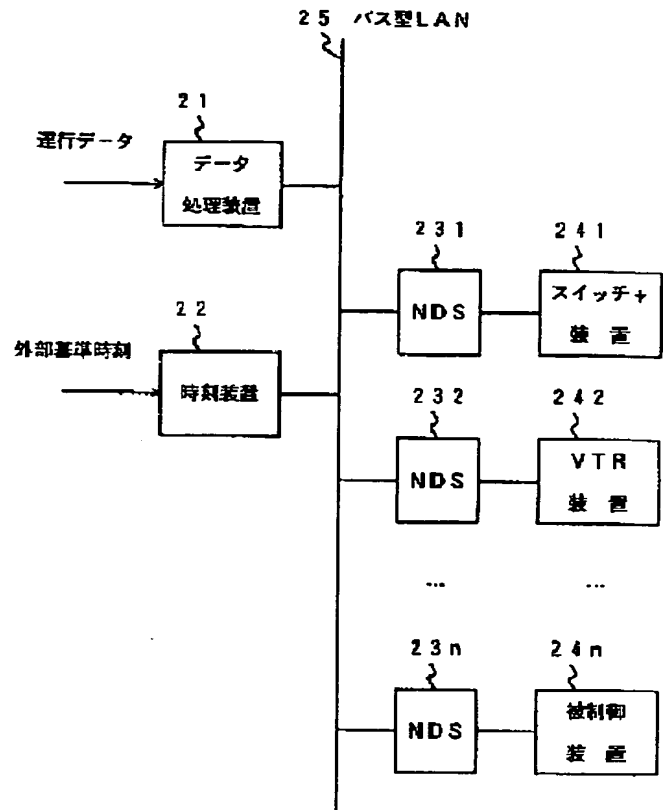 25 バス型LAN
21
運行データ
データ
処理装置
231
241
NDS
スイッチャ
装置
22
外部基準時刻
時刻装置
232
242
NDS
VTR
装置
...
...
23n
24n
NDS
被制御
装置